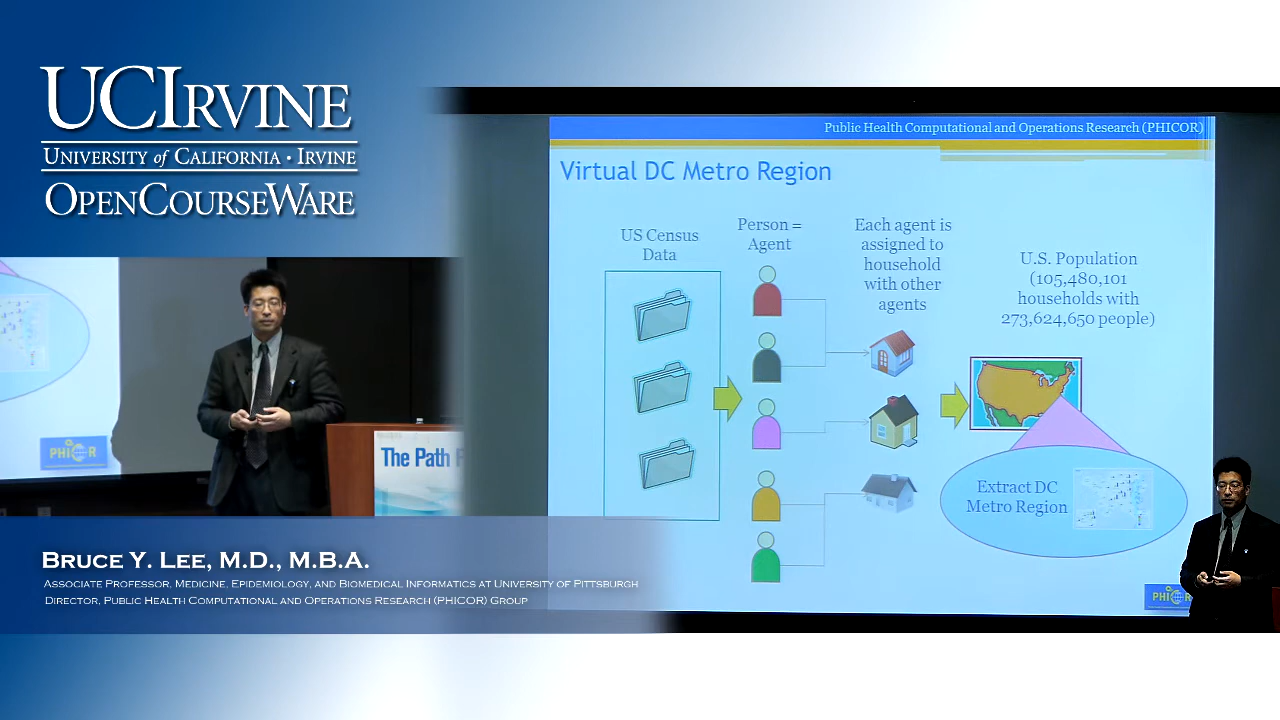 UCIRVINE
UNIVERSITY of CALIFORNIA · IRVINE
OPENCOURSEWARE
Public Health Computational and Operations Research (PHICOR)
Virtual DC Metro Region
US Census
Data
Person =
Agent
Each agent is
assigned to
household
with other
agents
U.S. Population
(105,480,101
households with
273,624,650 people)
Extract DC
Metro Region
PHICOR
The Path F
PHIC R
BRUCE Y. LEE, M.D., M.B.A.
ASSOCIATE PROFESSOR, MEDICINE, EPIDEMIOLOGY, AND BIOMEDICAL INFORMATICS AT UNIVERSITY OF PITTSBURGH
DIRECTOR, PUBLIC HEALTH COMPUTATIONAL AND OPERATIONS RESEARCH (PHICOR) GROUP